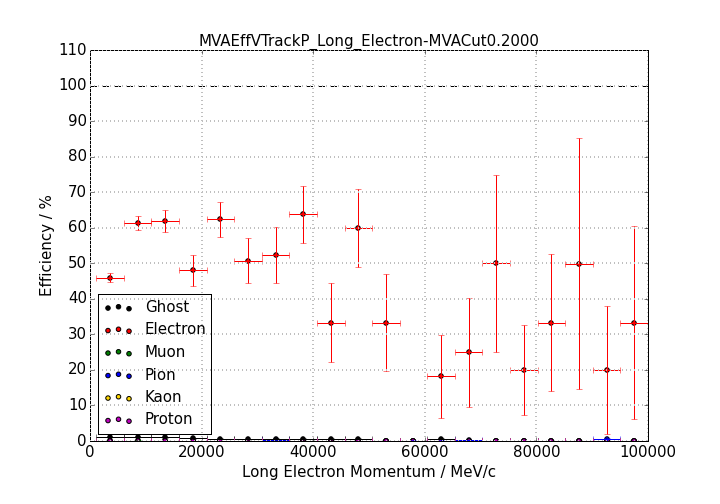 MVAEffVTrackP_Long_Electron-MVACut0.2000
110
100
90
80
70
60
50
40
30
20
10
0
Efficiency / %
Ghost
Electron
Muon
Pion
Kaon
Proton
0 20000 40000 60000 80000 100000
Long Electron Momentum / MeV/c